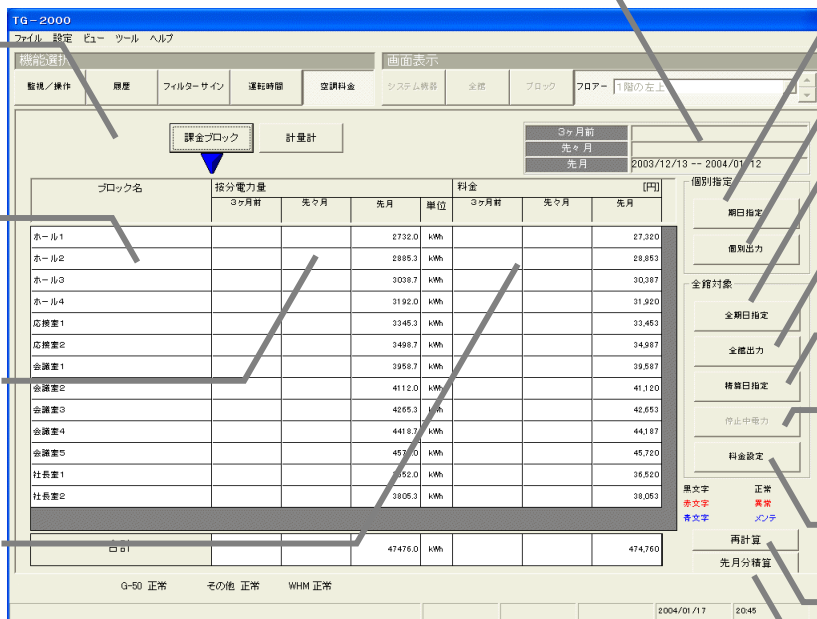 TG-2000
ファイル 設定 ビュー ツール ヘルプ
機能選択 画面表示
監視／操作 履歴 フィルターサイン 運転時間 空調料金 システム機器 全館 ブロック フロアー 1階の左上
課金ブロック 計量計
3ヶ月前
先々月
先月 2003/12/13 -- 2004/01/12
ブロック名 按分電力量 料金 [円]
3ヶ月前 先々月 先月 単位 3ヶ月前 先々月 先月
ホール1 2732.0 kWh 27,320
ホール2 2885.3 kWh 28,853
ホール3 3038.7 kWh 30,387
ホール4 3192.0 kWh 31,920
応接室1 3345.3 kWh 33,453
応接室2 3498.7 kWh 34,987
会議室1 3958.7 kWh 39,587
会議室2 4112.0 kWh 41,120
会議室3 4265.3 kWh 42,653
会議室4 4418.7 kWh 44,187
会議室5 kWh 45,720
社長室1 kWh 36,520
社長室2 3805.3 kWh 38,053
合計 47476.0 kWh 474,760
個別指定
期日指定
個別出力
全館対象
全期日指定
全館出力
精算日指定
停止中電力
料金設定
黒文字 正常
赤文字 異常
青文字 メンテ
再計算
先月分積算
G-50 正常 その他 正常 WHM 正常
2004/01/17 20:45